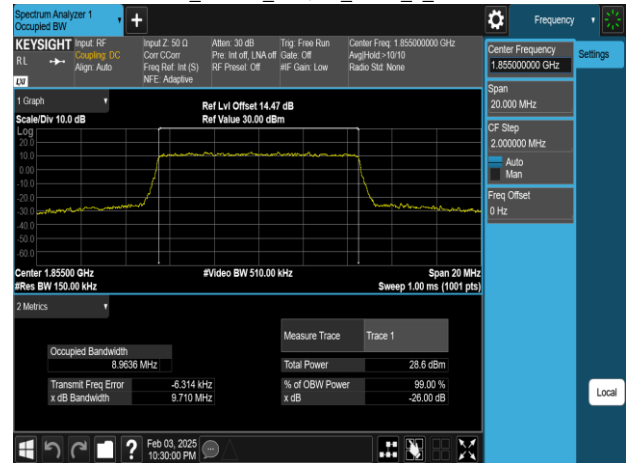 Spectrum Analyzer 1
Occupied BW
Frequency
KEYSIGHT
RL
LXI
Input: RF
Coupling: DC
Align: Auto
Input Z: 50 Ω
Corr CCorr
Freq Ref: Int (S)
NFE: Adaptive
Atten: 30 dB
Pre: Int off, LNA off
RF Presel: Off
Trig: Free Run
Gate: Off
#IF Gain: Low
Center Freq: 1.855000000 GHz
Avg|Hold:>10/10
Radio Std: None
Center Frequency
1.855000000 GHz
Settings
Span
20.000 MHz
CF Step
2.000000 MHz
Auto
Man
Freq Offset
0 Hz
1 Graph
Scale/Div 10.0 dB
Ref Lvl Offset 14.47 dB
Ref Value 30.00 dBm
Log
20.0
10.0
0.00
-10.0
-20.0
-30.0
-40.0
-50.0
-60.0
Center 1.85500 GHz
#Video BW 510.00 kHz
Span 20 MHz
#Res BW 150.00 kHz
Sweep 1.00 ms (1001 pts)
2 Metrics
Measure Trace
Trace 1
Occupied Bandwidth
8.9636 MHz
Total Power
28.6 dBm
Transmit Freq Error
-6.314 kHz
% of OBW Power
99.00 %
x dB Bandwidth
9.710 MHz
x dB
-26.00 dB
Local
?
Feb 03, 2025
10:30:00 PM